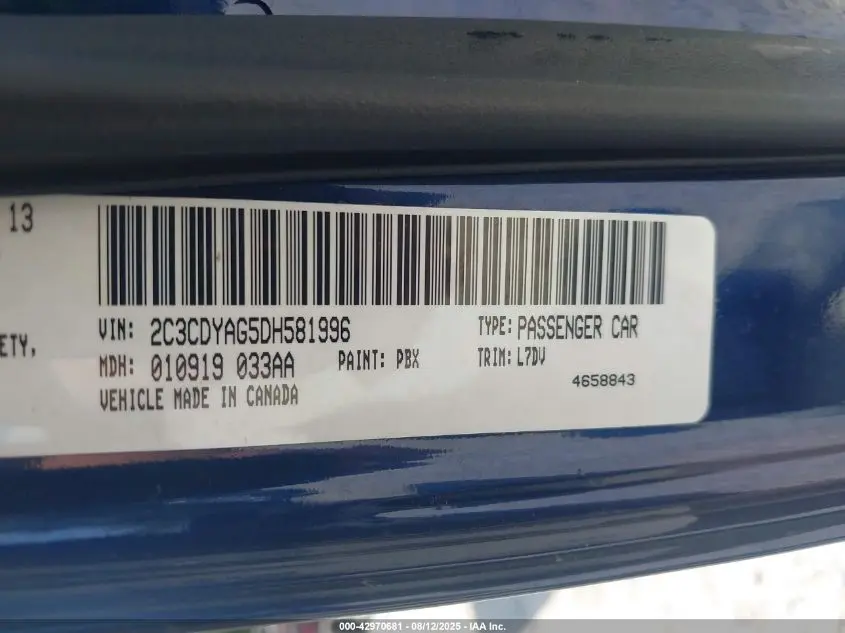 13
ETY,
VIN: 2C3CDYAG5DH581996
TYPE: PASSENGER CAR
MDH: 010919 033AA
PAINT: PBX
TRIM: L7DV
VEHICLE MADE IN CANADA
4658843
000-42970681 - 08/12/2025 - IAA Inc.